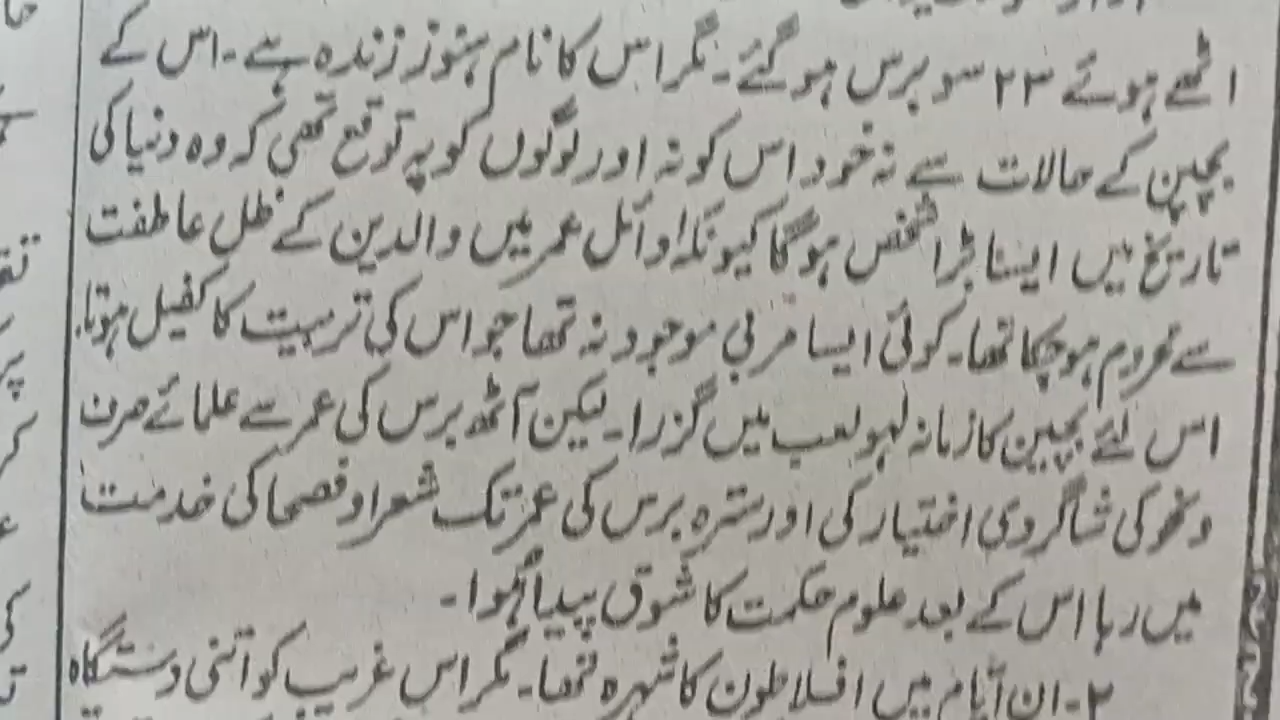 اٹھے ہوئے ۲۳ سو برس ہو گئے۔ مگر اس کا نام ہنوز زندہ ہے۔ اس کے
بچپن کے حالات سے نہ خود اس کو نہ اور لوگوں کو یہ توقع تھی کہ وہ دنیا کی
تاریخ میں ایسا بڑا شخص ہوگا کیونکہ اوائل عمر میں والدین کے ظل عاطفت
سے محروم ہو چکا تھا۔ کوئی ایسا مربی موجود نہ تھا جو اس کی تربیت کا کفیل ہوتا۔
اس لئے بچپن کا زمانہ لہو لعب میں گزرا۔ لیکن آٹھ برس کی عمر سے علمائے صرف
و نحو کی شاگردی اختیار کی اور سترہ برس کی عمر تک شعرا و فصحا کی خدمت
میں رہا اس کے بعد علوم حکمت کا شوق پیدا ہوا۔
۲۔ ان ایام میں افلاطون کا شہرہ تھا۔ مگر اس غریب کو اتنی دستگاہ